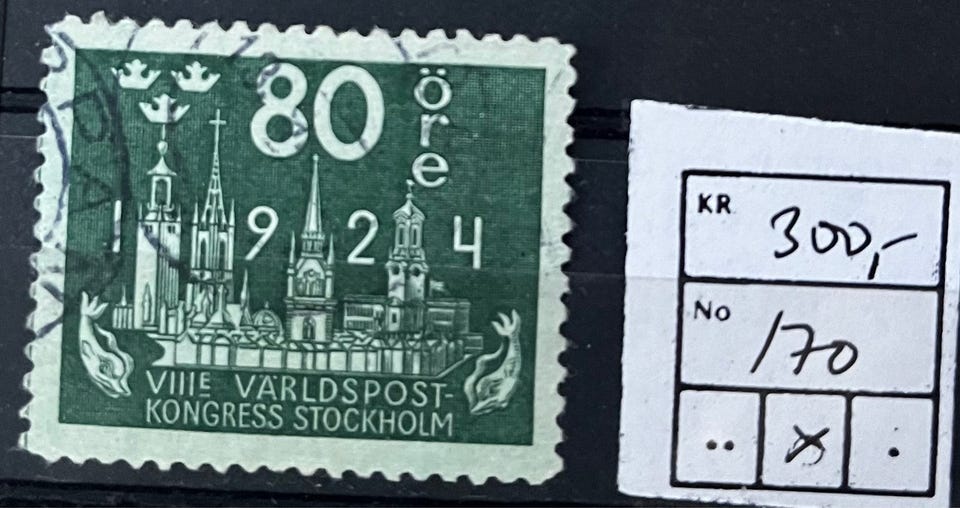 80 öre
1924
VIIIE VÄRLDSPOST-
KONGRESS STOCKHOLM
KR 300,-
No 170